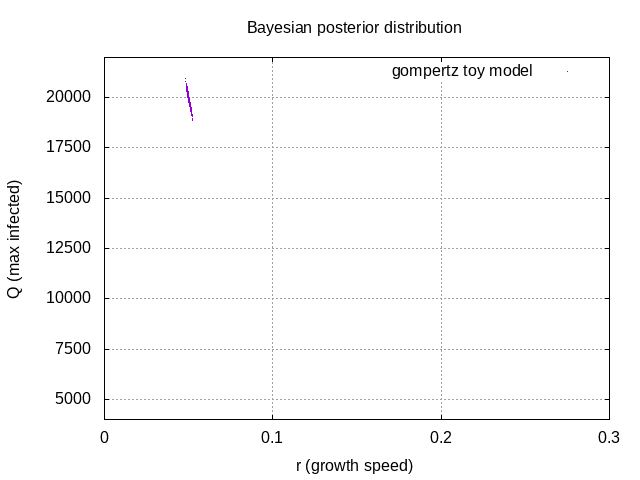 Bayesian posterior distribution
gompertz toy model
20000
17500
15000
12500
10000
7500
5000
Q (max infected)
0 0.1 0.2 0.3
r (growth speed)